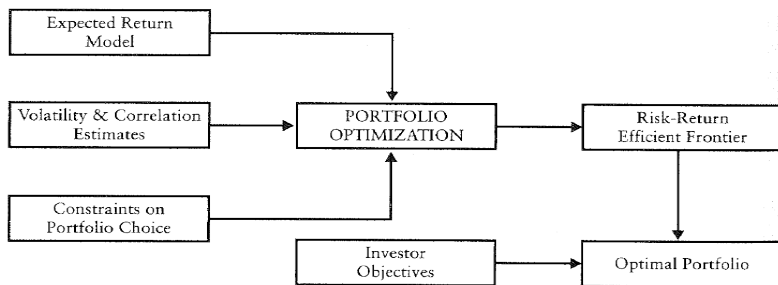 Expected Return
Model
Volatility & Correlation
Estimates
PORTFOLIO
OPTIMIZATION
Risk-Return
Efficient Frontier
Constraints on
Portfolio Choice
Investor
Objectives
Optimal Portfolio